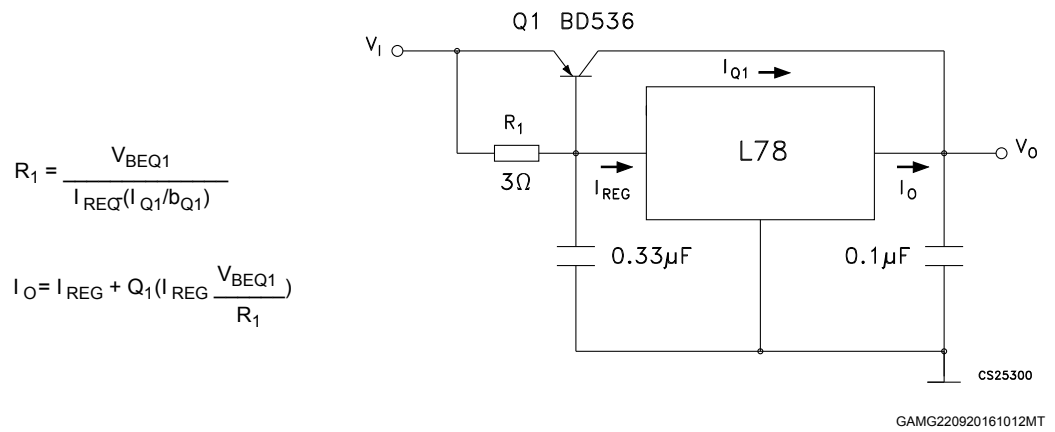 Q1 BD536
V_I
I_Q1
R_1
L78
V_O
3Ω
I_REG
I_O
R_1 = V_BEQ1 / I_REQ-(I_Q1/b_Q1)
0.33µF
0.1µF
I_O= I_REG + Q_1(I_REG V_BEQ1 / R_1)
CS25300
GAMG220920161012MT